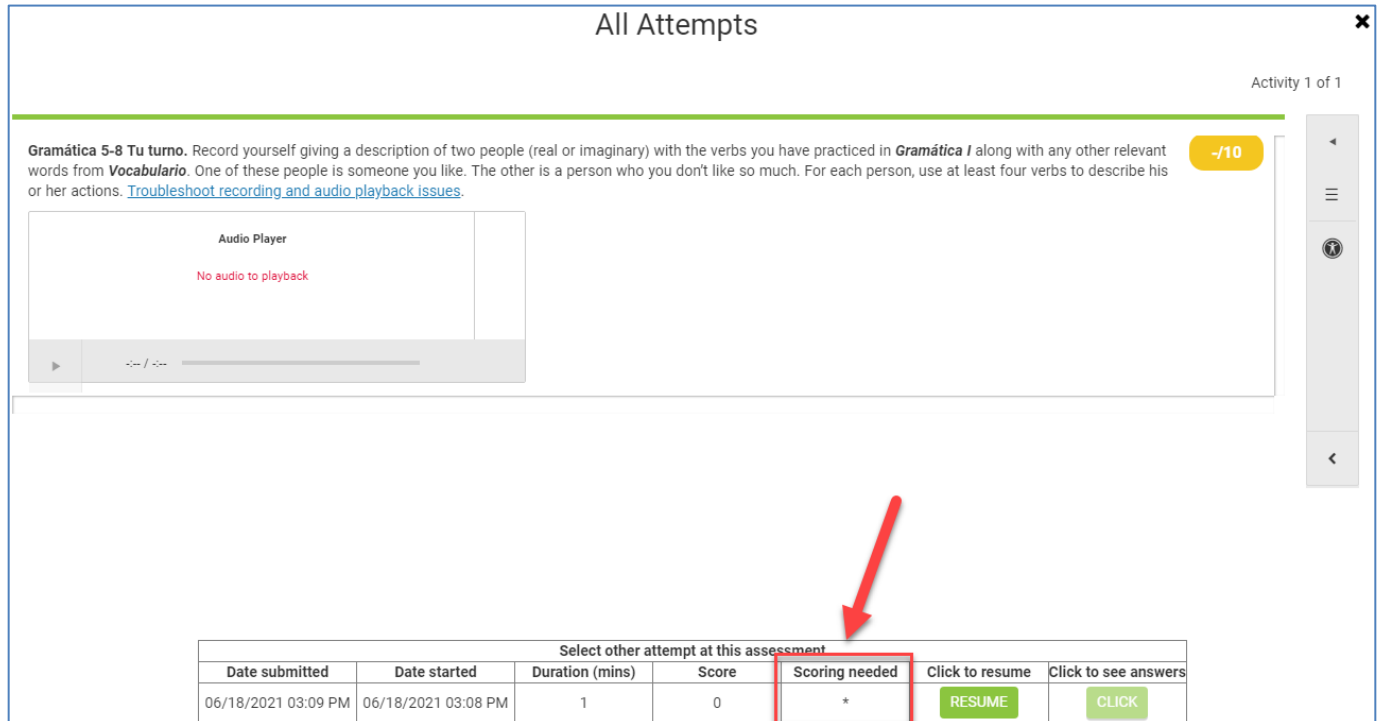 All Attempts
Activity 1 of 1
Gramática 5-8 Tu turno. Record yourself giving a description of two people (real or imaginary) with the verbs you have practiced in Gramática I along with any other relevant
words from Vocabulario. One of these people is someone you like. The other is a person who you don't like so much. For each person, use at least four verbs to describe his
or her actions. Troubleshoot recording and audio playback issues.
-/10
Audio Player
No audio to playback
-:-- / -:--
Select other attempt at this assessment
Date submitted Date started Duration (mins) Score Scoring needed Click to resume Click to see answers
06/18/2021 03:09 PM 06/18/2021 03:08 PM 1 0 * RESUME CLICK